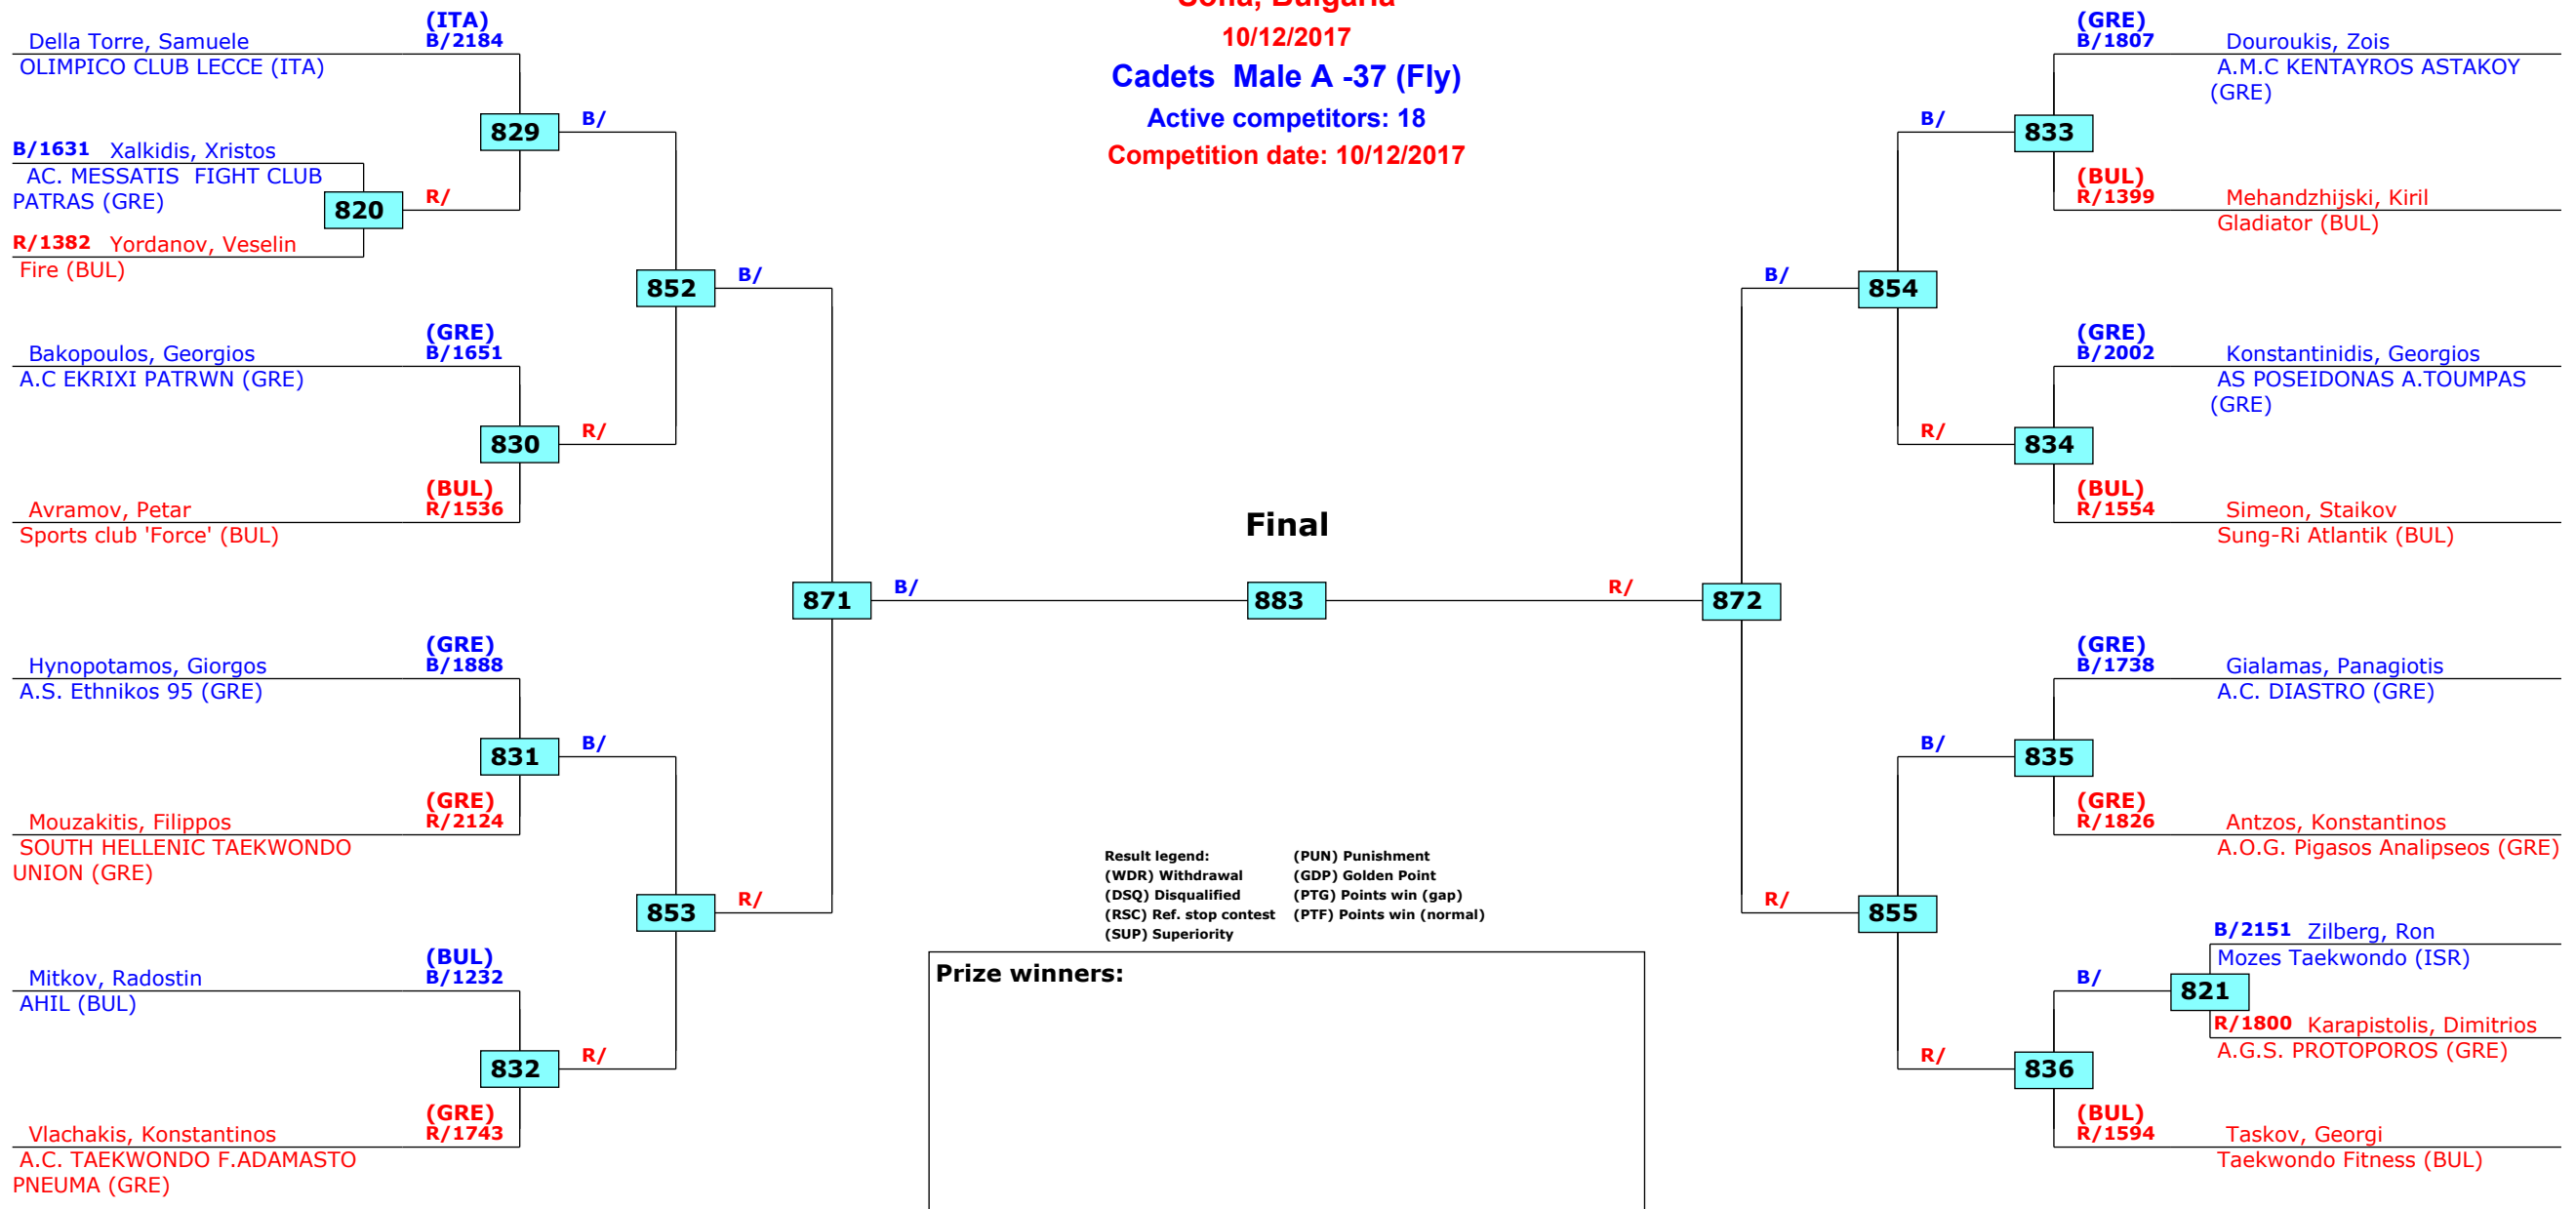 Sofia, Bulgaria
10/12/2017
Cadets Male A -37 (Fly)
Active competitors: 18
Competition date: 10/12/2017
(ITA)
Della Torre, Samuele B/2184
OLIMPICO CLUB LECCE (ITA)
829
B/
B/1631 Xalkidis, Xristos
AC. MESSATIS FIGHT CLUB
PATRAS (GRE)
820
R/
R/1382 Yordanov, Veselin
Fire (BUL)
852
B/
(GRE)
Bakopoulos, Georgios B/1651
A.C EKRIXI PATRWN (GRE)
830
R/
(BUL)
Avramov, Petar R/1536
Sports club 'Force' (BUL)
871
B/
(GRE)
Hynopotamos, Giorgos B/1888
A.S. Ethnikos 95 (GRE)
831
B/
(GRE)
Mouzakitis, Filippos R/2124
SOUTH HELLENIC TAEKWONDO
UNION (GRE)
853
R/
(BUL)
Mitkov, Radostin B/1232
AHIL (BUL)
832
R/
(GRE)
Vlachakis, Konstantinos R/1743
A.C. TAEKWONDO F.ADAMASTO
PNEUMA (GRE)
Final
883
R/
872
(GRE)
B/1807 Douroukis, Zois
A.M.C KENTAYROS ASTAKOY
(GRE)
B/
833
(BUL)
R/1399 Mehandzhijski, Kiril
Gladiator (BUL)
B/
854
(GRE)
B/2002 Konstantinidis, Georgios
AS POSEIDONAS A.TOUMPAS
(GRE)
R/
834
(BUL)
R/1554 Simeon, Staikov
Sung-Ri Atlantik (BUL)
(GRE)
B/1738 Gialamas, Panagiotis
A.C. DIASTRO (GRE)
B/
835
(GRE)
R/1826 Antzos, Konstantinos
A.O.G. Pigasos Analipseos (GRE)
R/
855
B/2151 Zilberg, Ron
Mozes Taekwondo (ISR)
B/
821
R/1800 Karapistolis, Dimitrios
A.G.S. PROTOPOROS (GRE)
R/
836
(BUL)
R/1594 Taskov, Georgi
Taekwondo Fitness (BUL)
Result legend: (PUN) Punishment
(WDR) Withdrawal (GDP) Golden Point
(DSQ) Disqualified (PTG) Points win (gap)
(RSC) Ref. stop contest (PTF) Points win (normal)
(SUP) Superiority
Prize winners: